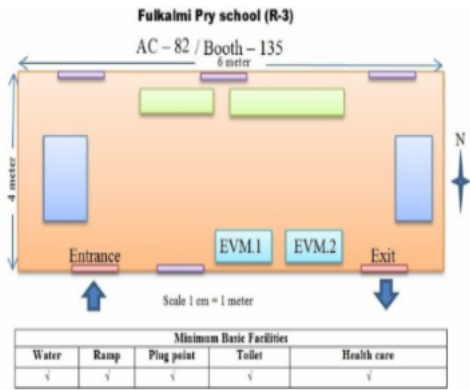 Fulkalmi Pry school (R-3)
AC – 82 / Booth – 135
6 meter
4 meter
N
EVM.1 EVM.2
Entrance Exit
Scale 1 cm = 1 meter
Minimum Basic Facilities
Water Ramp Plug point Toilet Health care
√ √ √ √ √